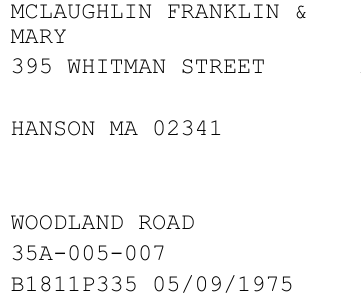 MCLAUGHLIN FRANKLIN &
MARY
395 WHITMAN STREET
HANSON MA 02341
WOODLAND ROAD
35A-005-007
B1811P335 05/09/1975